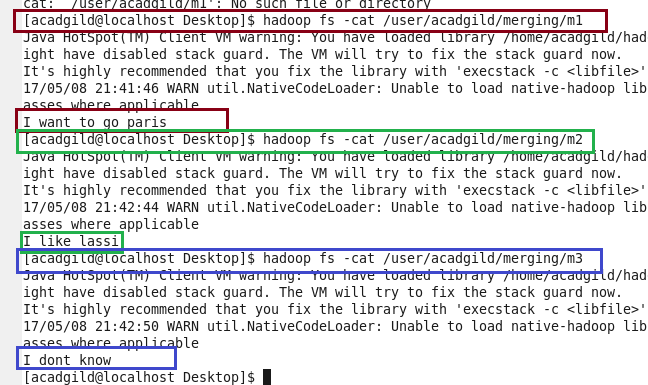 cat: `/user/acadgild/m1': No such file or directory
[acadgild@localhost Desktop]$ hadoop fs -cat /user/acadgild/merging/m1
Java HotSpot(TM) Client VM warning: You have loaded library /home/acadgild/had
ight have disabled stack guard. The VM will try to fix the stack guard now.
It's highly recommended that you fix the library with 'execstack -c <libfile>'
17/05/08 21:41:46 WARN util.NativeCodeLoader: Unable to load native-hadoop lib
asses where applicable
I want to go paris
[acadgild@localhost Desktop]$ hadoop fs -cat /user/acadgild/merging/m2
Java HotSpot(TM) Client VM warning: You have loaded library /home/acadgild/had
ight have disabled stack guard. The VM will try to fix the stack guard now.
It's highly recommended that you fix the library with 'execstack -c <libfile>'
17/05/08 21:42:44 WARN util.NativeCodeLoader: Unable to load native-hadoop lib
asses where applicable
I like lassi
[acadgild@localhost Desktop]$ hadoop fs -cat /user/acadgild/merging/m3
Java HotSpot(TM) Client VM warning: You have loaded library /home/acadgild/had
ight have disabled stack guard. The VM will try to fix the stack guard now.
It's highly recommended that you fix the library with 'execstack -c <libfile>'
17/05/08 21:42:50 WARN util.NativeCodeLoader: Unable to load native-hadoop lib
asses where applicable
I dont know
[acadgild@localhost Desktop]$